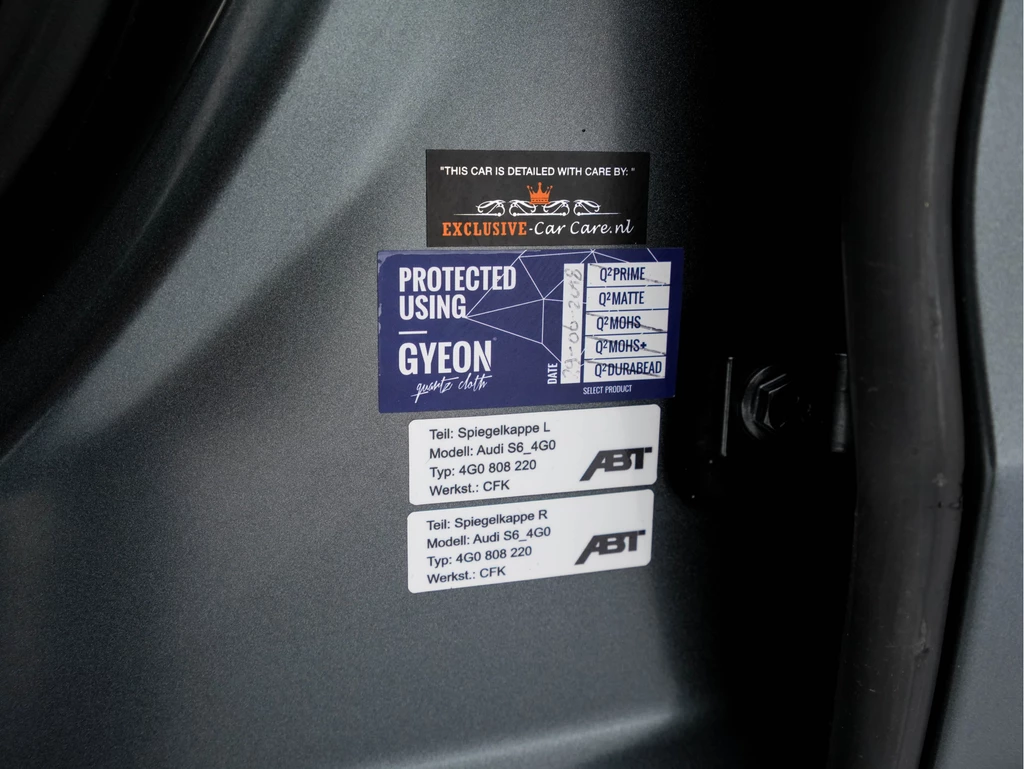 "THIS CAR IS DETAILED WITH CARE BY: "
EXCLUSIVE-Car Care.nl
PROTECTED
USING
GYEON
quartz cloth
DATE
Q²PRIME
Q²MATTE
Q²MOHS
Q²MOHS+
Q²DURABEAD
SELECT PRODUCT
Teil: Spiegelkappe L
Modell: Audi S6_4G0
Typ: 4G0 808 220
Werkst.: CFK
ABT
Teil: Spiegelkappe R
Modell: Audi S6_4G0
Typ: 4G0 808 220
Werkst.: CFK
ABT